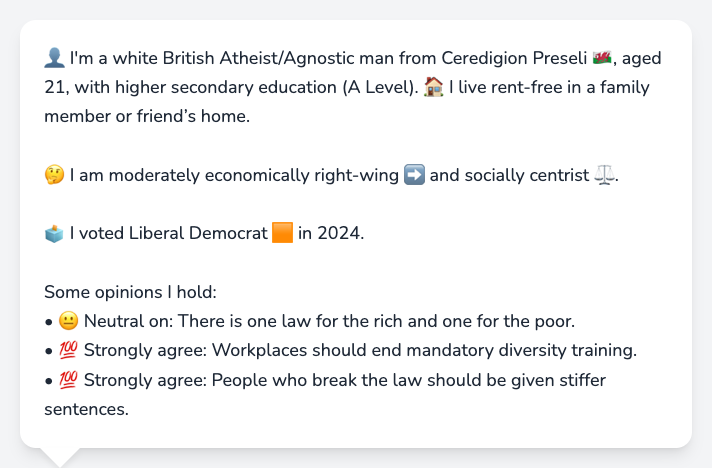 👤 I'm a white British Atheist/Agnostic man from Ceredigion Preseli 🏴󠁧󠁢󠁷󠁬󠁳󠁿, aged
21, with higher secondary education (A Level). 🏠 I live rent-free in a family
member or friend’s home.
🤔 I am moderately economically right-wing ➡️ and socially centrist ⚖️.
🗳️ I voted Liberal Democrat 🟧 in 2024.
Some opinions I hold:
• 😐 Neutral on: There is one law for the rich and one for the poor.
• 💯 Strongly agree: Workplaces should end mandatory diversity training.
• 💯 Strongly agree: People who break the law should be given stiffer
sentences.